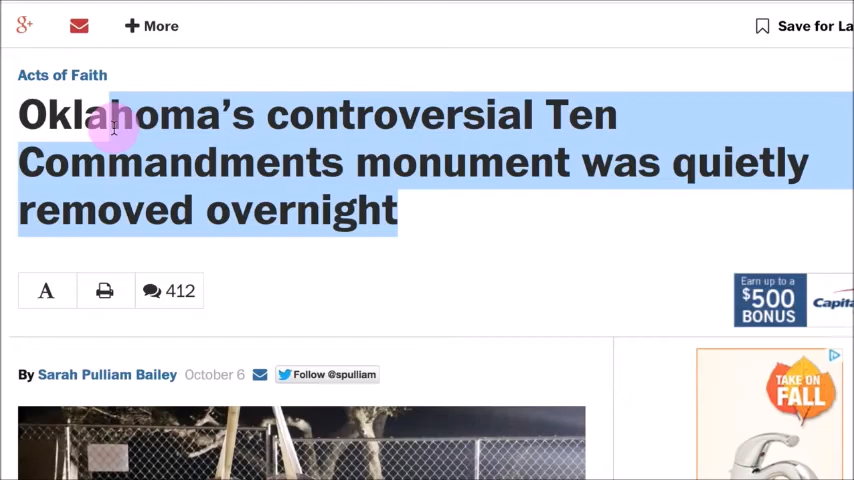 g+ More Save for La
Acts of Faith
Oklahoma's controversial Ten
Commandments monument was quietly
removed overnight
A 412
Earn up to a
$500
BONUS
Capita
By Sarah Pulliam Bailey October 6 Follow @spulliam
TAKE ON
FALL